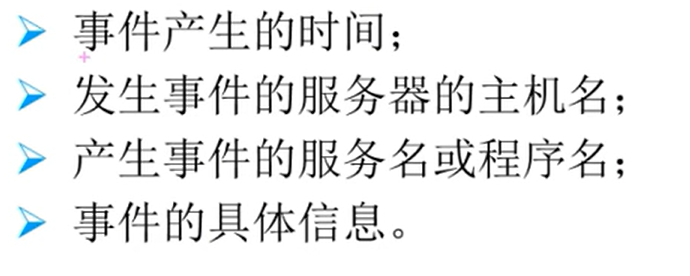 事件产生的时间；
发生事件的服务器的主机名；
产生事件的服务名或程序名；
事件的具体信息。